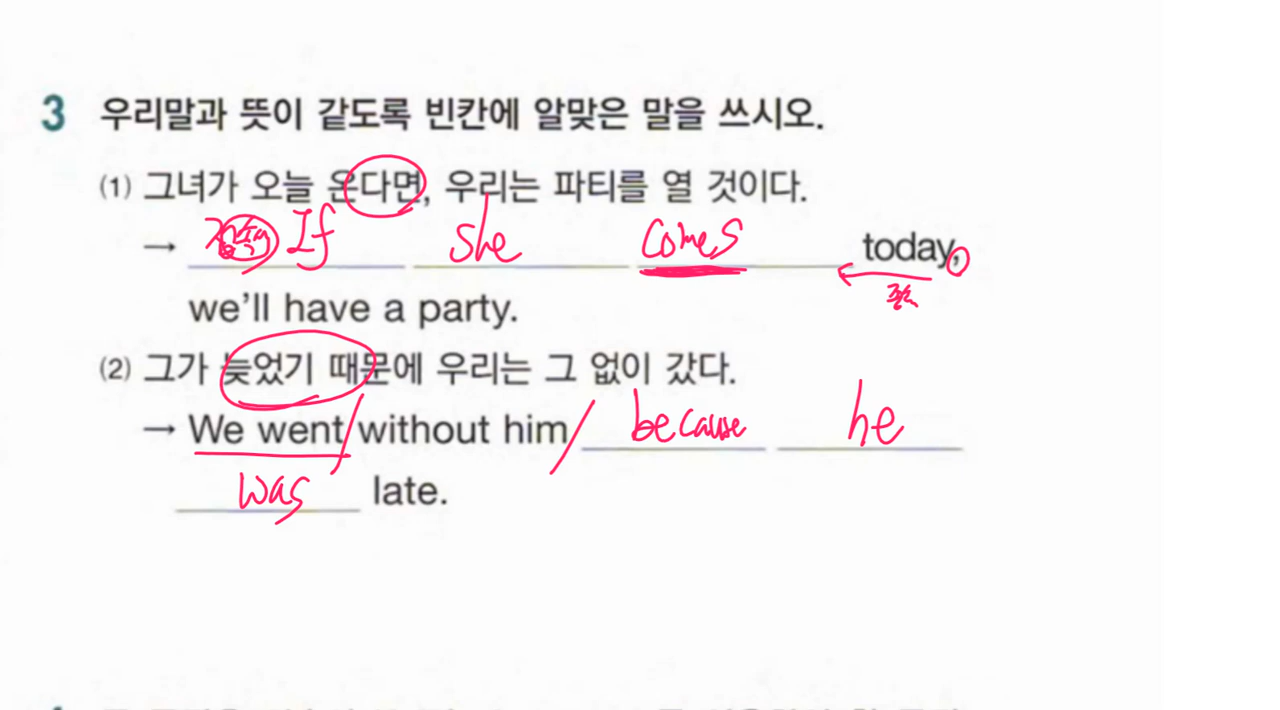 3 우리말과 뜻이 같도록 빈칸에 알맞은 말을 쓰시오.
(1) 그녀가 오늘 온다면, 우리는 파티를 열 것이다.
→ If she comes today,
we'll have a party.
(2) 그가 늦었기 때문에 우리는 그 없이 갔다.
→ We went / without him / because he
was late.